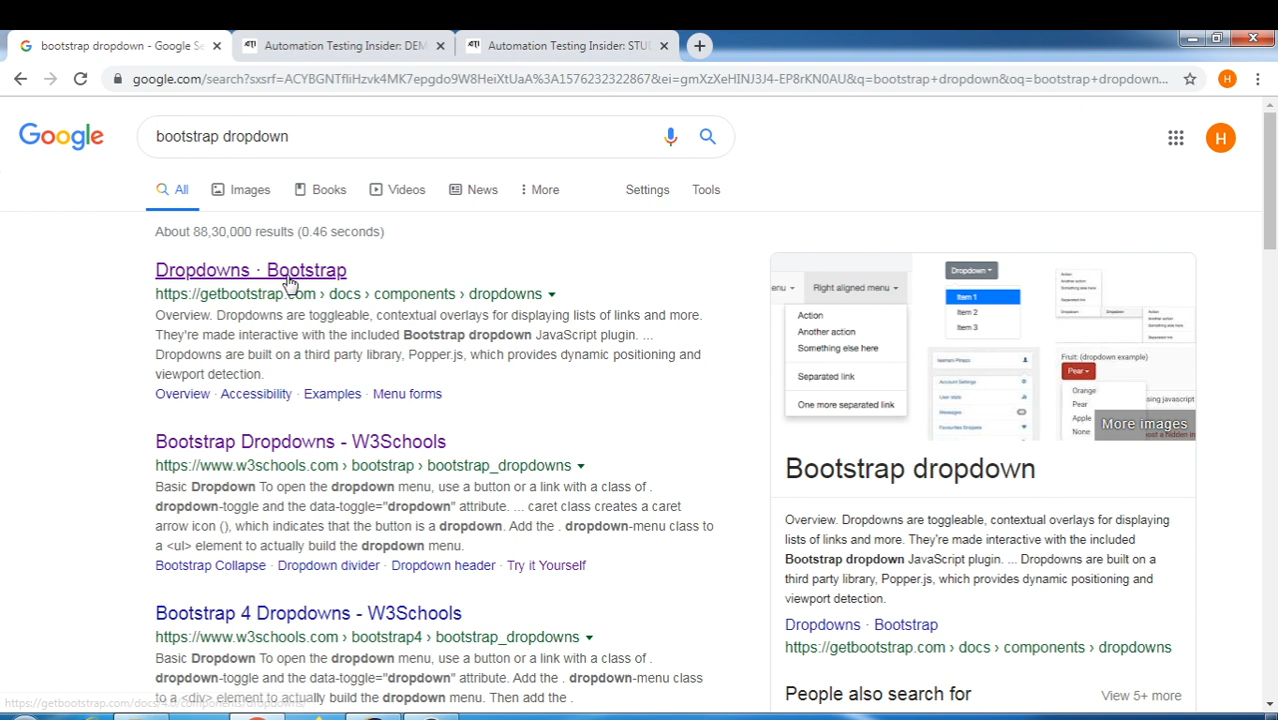 bootstrap dropdown - Google Se
Automation Testing Insider: DEM
Automation Testing Insider: STU
google.com/search?sxsrf=ACYBGNTfliHzvk4MK7epgdo9W8HeiXtUaA%3A1576232322867&ei=gmXzXeHINJ3J4-EP8rKN0AU&q=bootstrap+dropdown&oq=bootstrap+dropdown...
H
Google
bootstrap dropdown
H
All
Images
Books
Videos
News
More
Settings
Tools
About 88,30,000 results (0.46 seconds)
Dropdowns · Bootstrap
https://getbootstrap.com › docs › components › dropdowns
Overview. Dropdowns are toggleable, contextual overlays for displaying lists of links and more.
They're made interactive with the included Bootstrap dropdown JavaScript plugin. ...
Dropdowns are built on a third party library, Popper.js, which provides dynamic positioning and
viewport detection.
Overview · Accessibility · Examples · Menu forms
Bootstrap Dropdowns - W3Schools
https://www.w3schools.com › bootstrap › bootstrap_dropdowns
Basic Dropdown To open the dropdown menu, use a button or a link with a class of .
dropdown-toggle and the data-toggle="dropdown" attribute. ... caret class creates a caret
arrow icon (), which indicates that the button is a dropdown. Add the . dropdown-menu class to
a <ul> element to actually build the dropdown menu.
Bootstrap Collapse · Dropdown divider · Dropdown header · Try it Yourself
Bootstrap 4 Dropdowns - W3Schools
https://www.w3schools.com › bootstrap4 › bootstrap_dropdowns
Basic Dropdown To open the dropdown menu, use a button or a link with a class of .
dropdown-toggle and the data-toggle="dropdown" attribute. ... caret class creates a caret
to a <div> element to actually build the dropdown menu. Then add the .
enu
Right aligned menu
Action
Another action
Something else here
Separated link
One more separated link
Dropdown
Item 1
Item 2
Item 3
Account Settings
Messages
Fruit: (dropdown example)
Pear
Orange
Pear
Apple
None
using javascript
More images
Bootstrap dropdown
Overview. Dropdowns are toggleable, contextual overlays for displaying
lists of links and more. They're made interactive with the included
Bootstrap dropdown JavaScript plugin. ... Dropdowns are built on a
third party library, Popper.js, which provides dynamic positioning and
viewport detection.
Dropdowns · Bootstrap
https://getbootstrap.com › docs › components › dropdowns
People also search for
View 5+ more